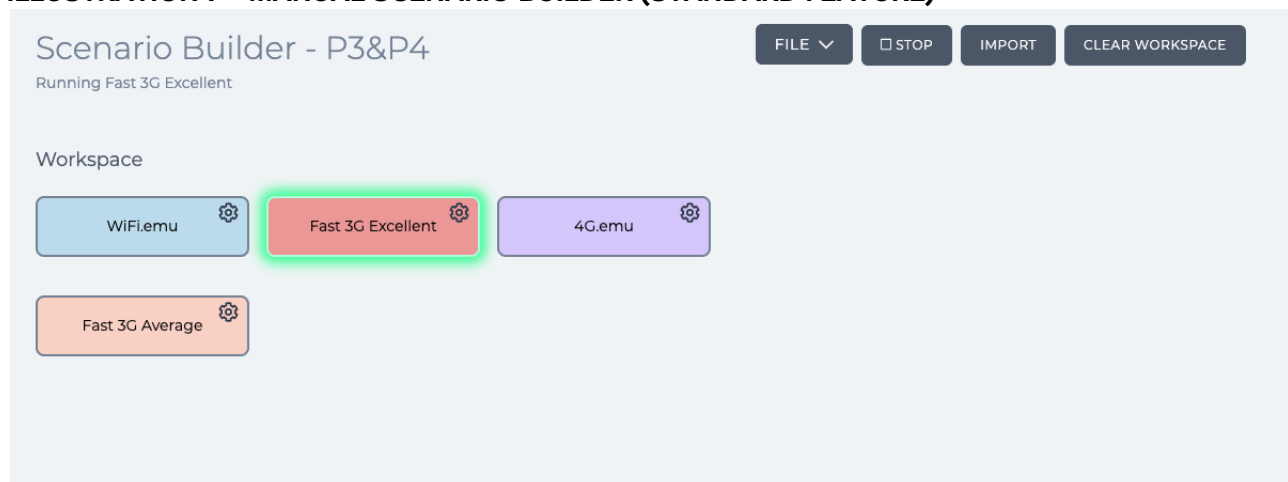 Scenario Builder - P3&P4
FILE
STOP
IMPORT
CLEAR WORKSPACE
Running Fast 3G Excellent
Workspace
WiFi.emu
Fast 3G Excellent
4G.emu
Fast 3G Average